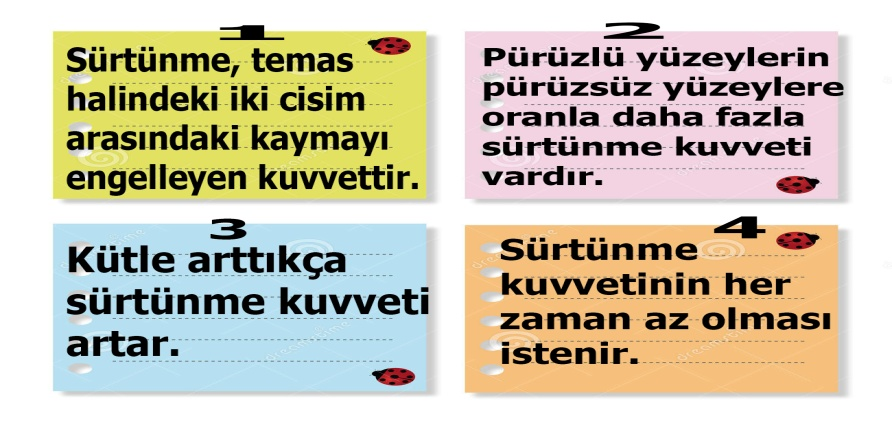 1
Sürtünme, temas
halindeki iki cisim
arasındaki kaymayı
engelleyen kuvvettir.
2
Pürüzlü yüzeylerin
pürüzsüz yüzeylere
oranla daha fazla
sürtünme kuvveti
vardır.
3
Kütle arttıkça
sürtünme kuvveti
artar.
4
Sürtünme
kuvvetinin her
zaman az olması
istenir.